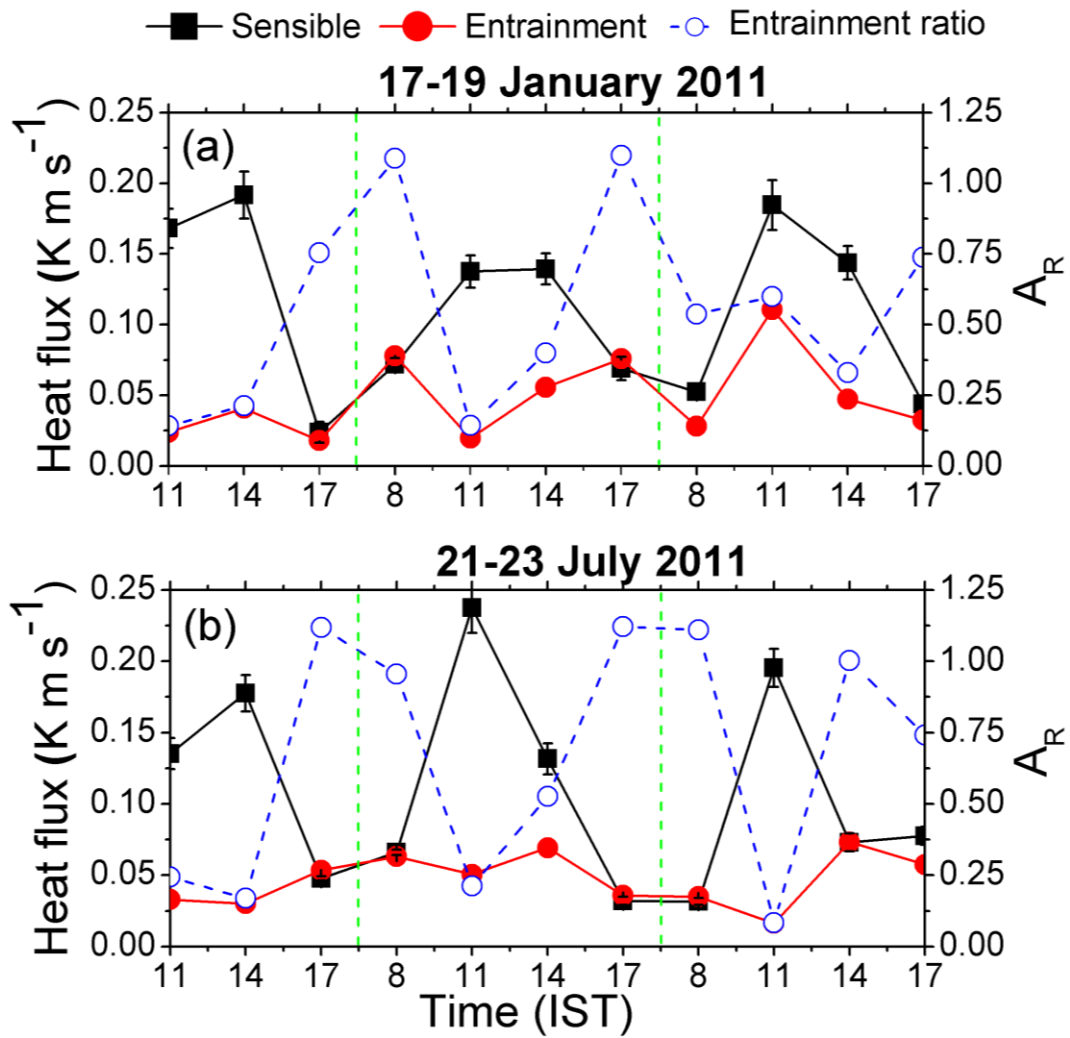 Sensible Entrainment Entrainment ratio
17-19 January 2011
(a)
Heat flux (K m s⁻¹)
0.25
0.20
0.15
0.10
0.05
0.00
1.25
1.00
0.75
0.50
0.25
0.00
A_R
11 14 17 8 11 14 17 8 11 14 17
21-23 July 2011
(b)
Heat flux (K m s⁻¹)
0.25
0.20
0.15
0.10
0.05
0.00
1.25
1.00
0.75
0.50
0.25
0.00
A_R
11 14 17 8 11 14 17 8 11 14 17
Time (IST)